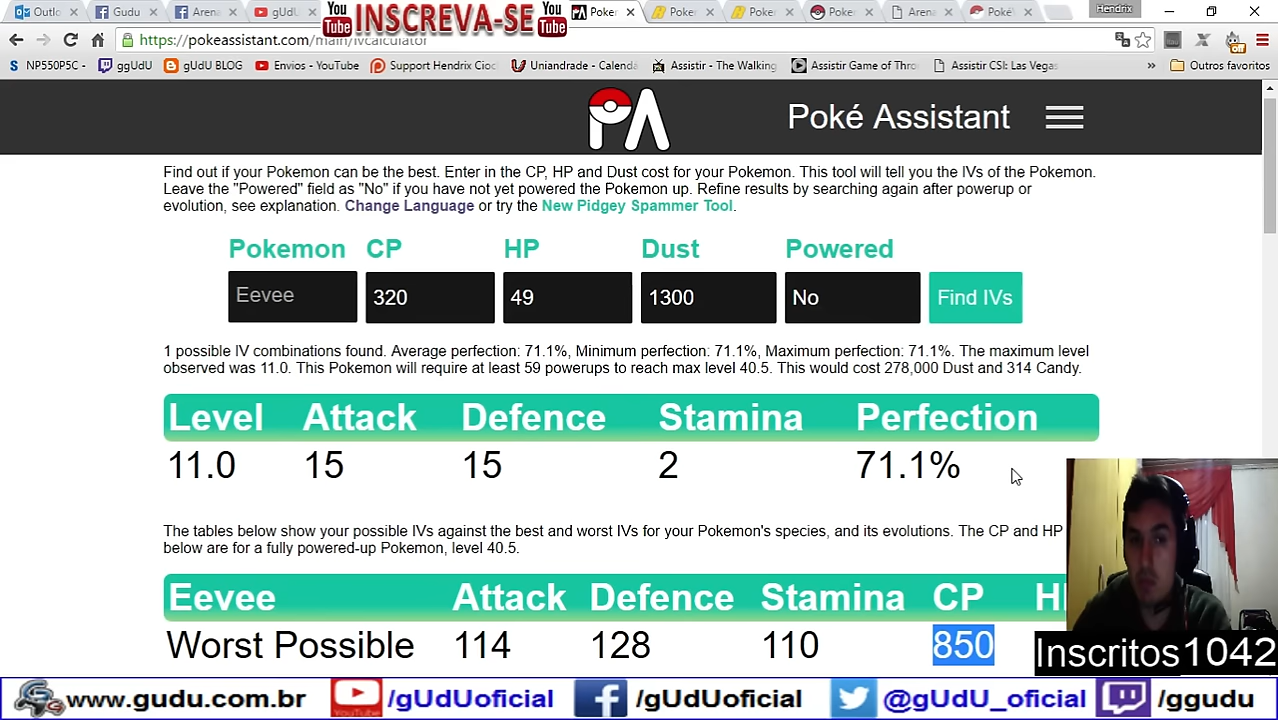 Outlo
Gudu
Arena
gUdU
You Tube INSCREVA-SE You Tube
Poke
Poke
Poke
Poke
Arena
Poké
Hendrix
https://pokeassistant.com/main/ivcalculator
NP550P5C -
ggUdU
gUdU BLOG
Envios - YouTube
Support Hendrix Cioc
Uniandrade - Calendá
Assistir - The Walking
Assistir Game of Thro
Assistir CSI: Las Vegas
»
Outros favoritos
PA
Poké Assistant
Find out if your Pokemon can be the best. Enter in the CP, HP and Dust cost for your Pokemon. This tool will tell you the IVs of the Pokemon.
Leave the "Powered" field as "No" if you have not yet powered the Pokemon up. Refine results by searching again after powerup or
evolution, see explanation. Change Language or try the New Pidgey Spammer Tool.
Pokemon CP HP Dust Powered
Eevee 320 49 1300 No Find IVs
1 possible IV combinations found. Average perfection: 71.1%, Minimum perfection: 71.1%, Maximum perfection: 71.1%. The maximum level
observed was 11.0. This Pokemon will require at least 59 powerups to reach max level 40.5. This would cost 278,000 Dust and 314 Candy.
Level Attack Defence Stamina Perfection
11.0 15 15 2 71.1%
The tables below show your possible IVs against the best and worst IVs for your Pokemon's species, and its evolutions. The CP and HP
below are for a fully powered-up Pokemon, level 40.5.
Eevee Attack Defence Stamina CP HP
Worst Possible 114 128 110 850
Inscritos 1042
www.gudu.com.br /gUdUoficial /gUdUoficial @gUdU_oficial /ggudu